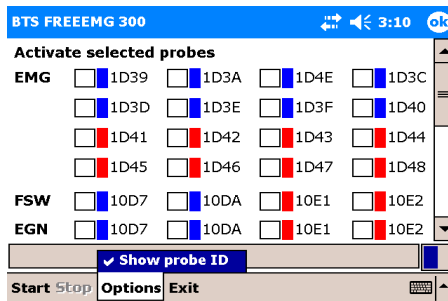 BTS FREEEMG 300 3:10 ok
Activate selected probes
EMG 1D39 1D3A 1D4E 1D3C
1D3D 1D3E 1D3F 1D40
1D41 1D42 1D43 1D44
1D45 1D46 1D47 1D48
FSW 10D7 10DA 10E1 10E2
EGN 10D7 10DA 10E1 10E2
✔ Show probe ID
Start Stop Options Exit